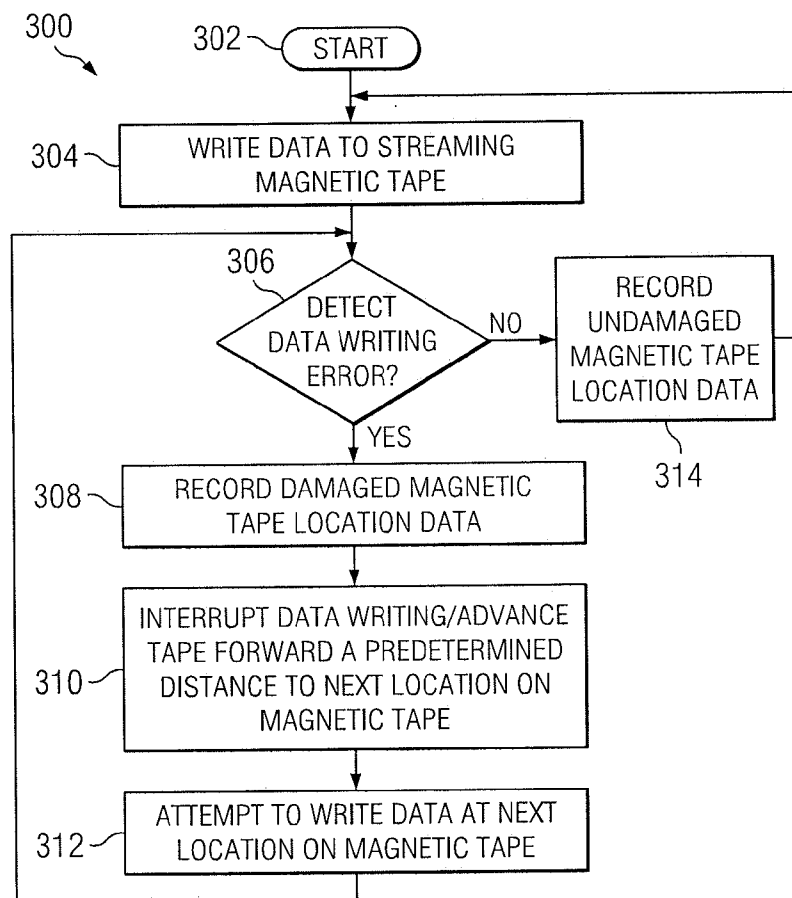 300
302
START
304
WRITE DATA TO STREAMING
MAGNETIC TAPE
306
DETECT
DATA WRITING
ERROR?
NO
RECORD
UNDAMAGED
MAGNETIC TAPE
LOCATION DATA
314
YES
308
RECORD DAMAGED MAGNETIC
TAPE LOCATION DATA
310
INTERRUPT DATA WRITING/ADVANCE
TAPE FORWARD A PREDETERMINED
DISTANCE TO NEXT LOCATION ON
MAGNETIC TAPE
312
ATTEMPT TO WRITE DATA AT NEXT
LOCATION ON MAGNETIC TAPE